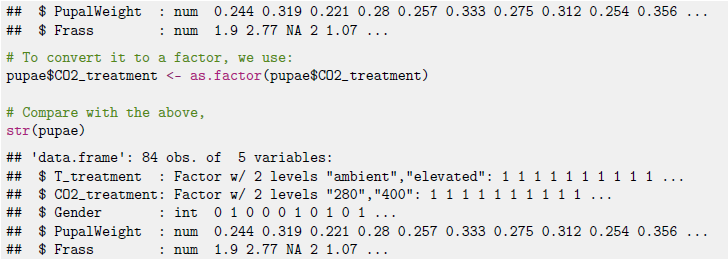 ##  $ PupalWeight  : num  0.244 0.319 0.221 0.28 0.257 0.333 0.275 0.312 0.254 0.356 ...
##  $ Frass        : num  1.9 2.77 NA 2 1.07 ...
# To convert it to a factor, we use:
pupae$CO2_treatment <- as.factor(pupae$CO2_treatment)
# Compare with the above,
str(pupae)
## 'data.frame': 84 obs. of  5 variables:
##  $ T_treatment  : Factor w/ 2 levels "ambient","elevated": 1 1 1 1 1 1 1 1 1 1 ...
##  $ CO2_treatment: Factor w/ 2 levels "280","400": 1 1 1 1 1 1 1 1 1 1 ...
##  $ Gender       : int  0 1 0 0 0 1 0 1 0 1 ...
##  $ PupalWeight  : num  0.244 0.319 0.221 0.28 0.257 0.333 0.275 0.312 0.254 0.356 ...
##  $ Frass        : num  1.9 2.77 NA 2 1.07 ...